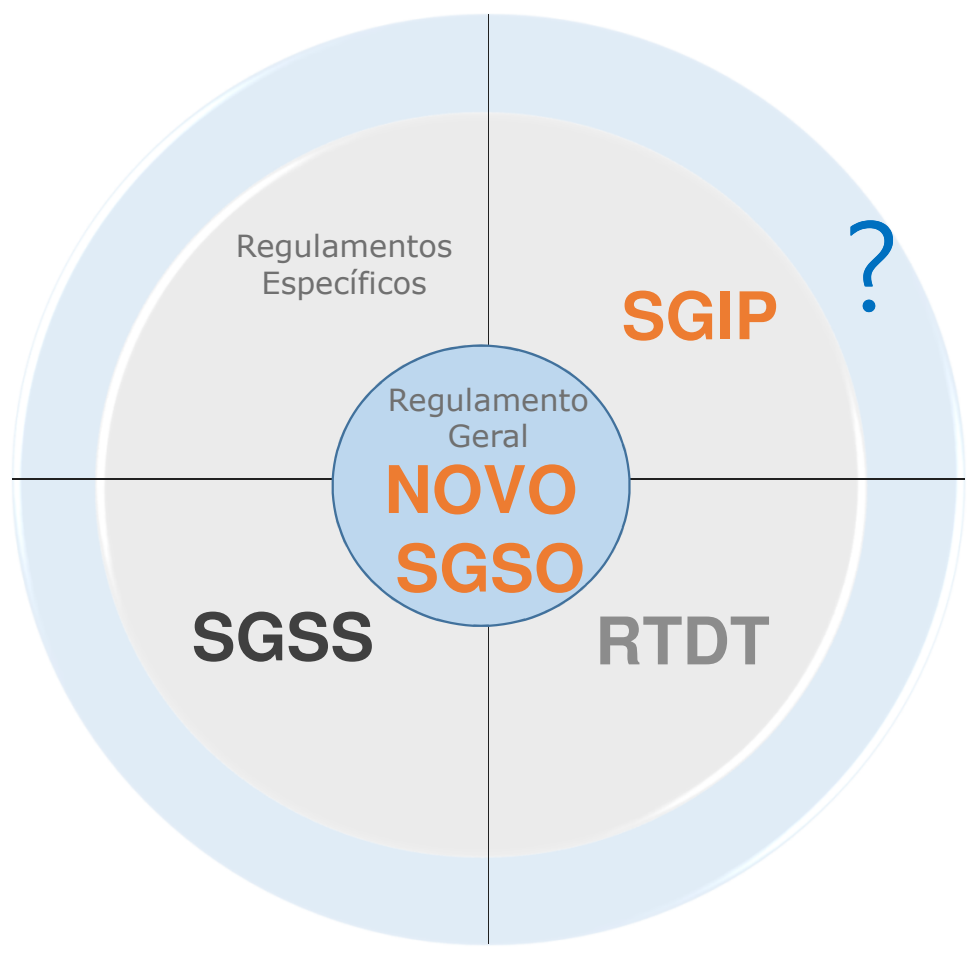 Regulamentos
Específicos
?
SGIP
Regulamento
Geral
NOVO
SGSO
SGSS
RTDT